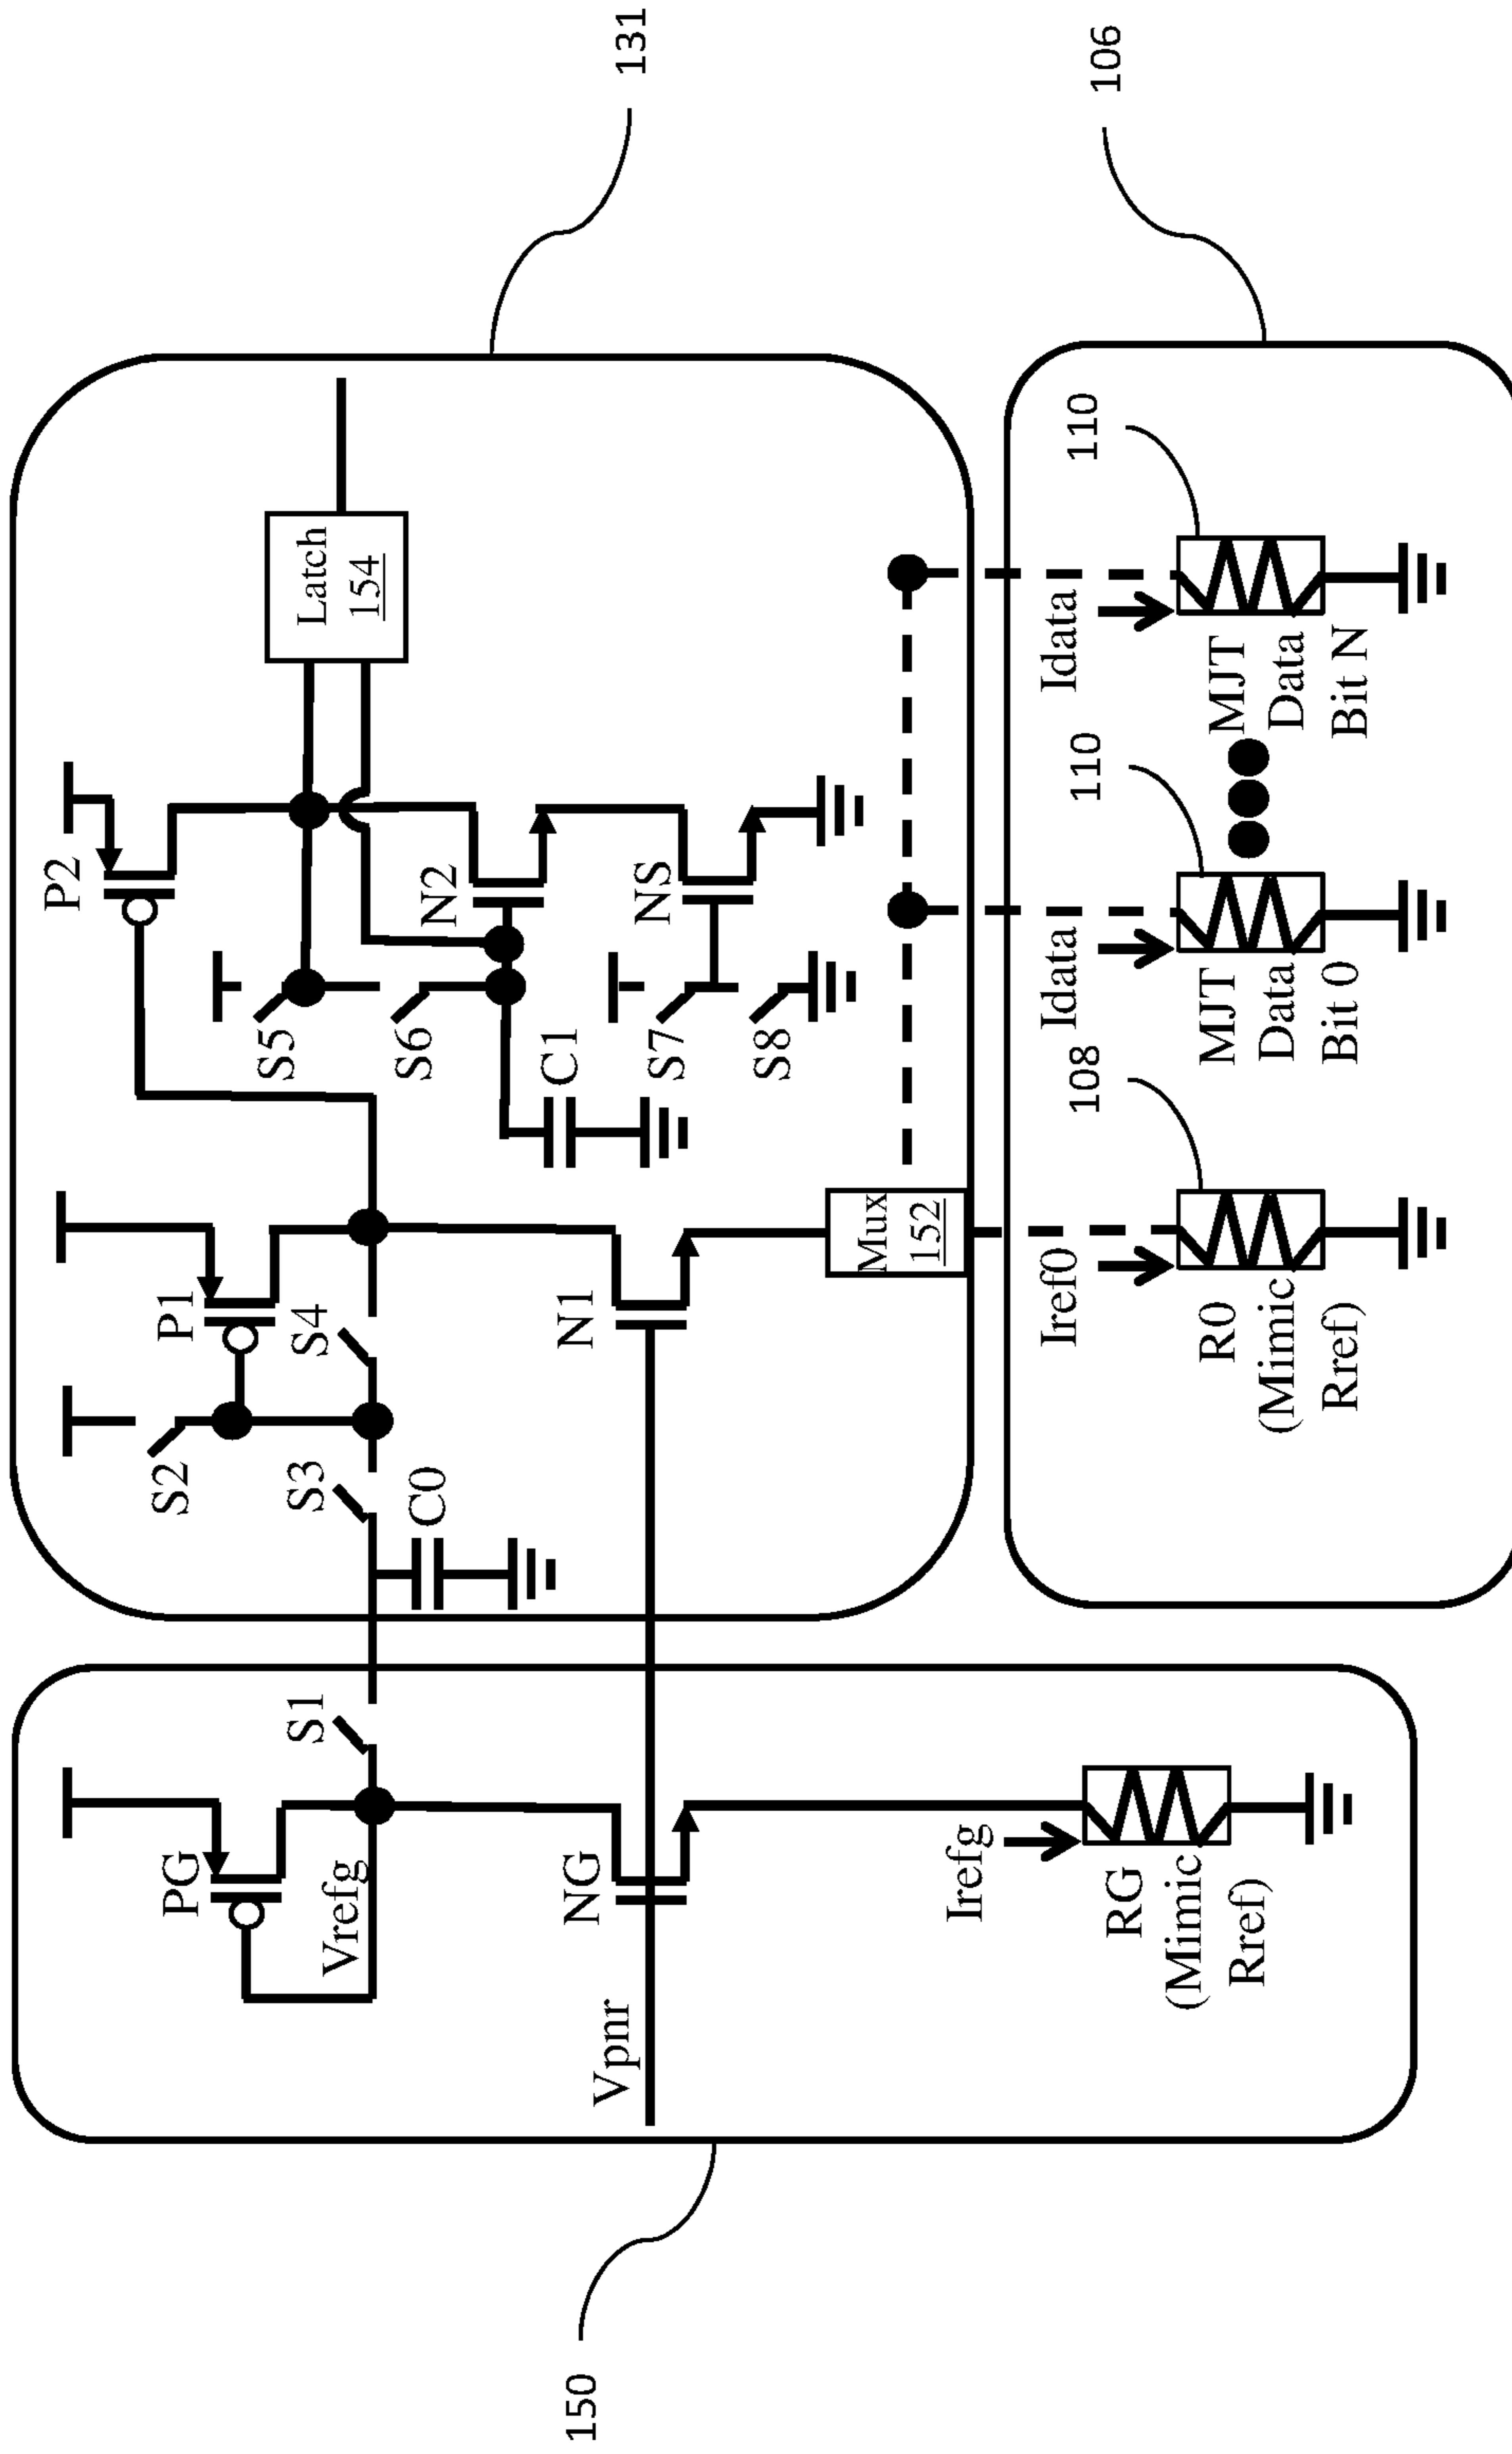 150
131
106
PG
Vrefg
S1
NG
Vpnr
Irefg
RG
(Mimic
Rref)
S2
P1
S3
S4
C0
N1
Mux
152
P2
S5
S6
C1
N2
S7
S8
NS
Latch
154
Iref0
108
R0
(Mimic
Rref)
Idata
110
MJT
Data
Bit 0
Idata
110
MJT
Data
Bit N